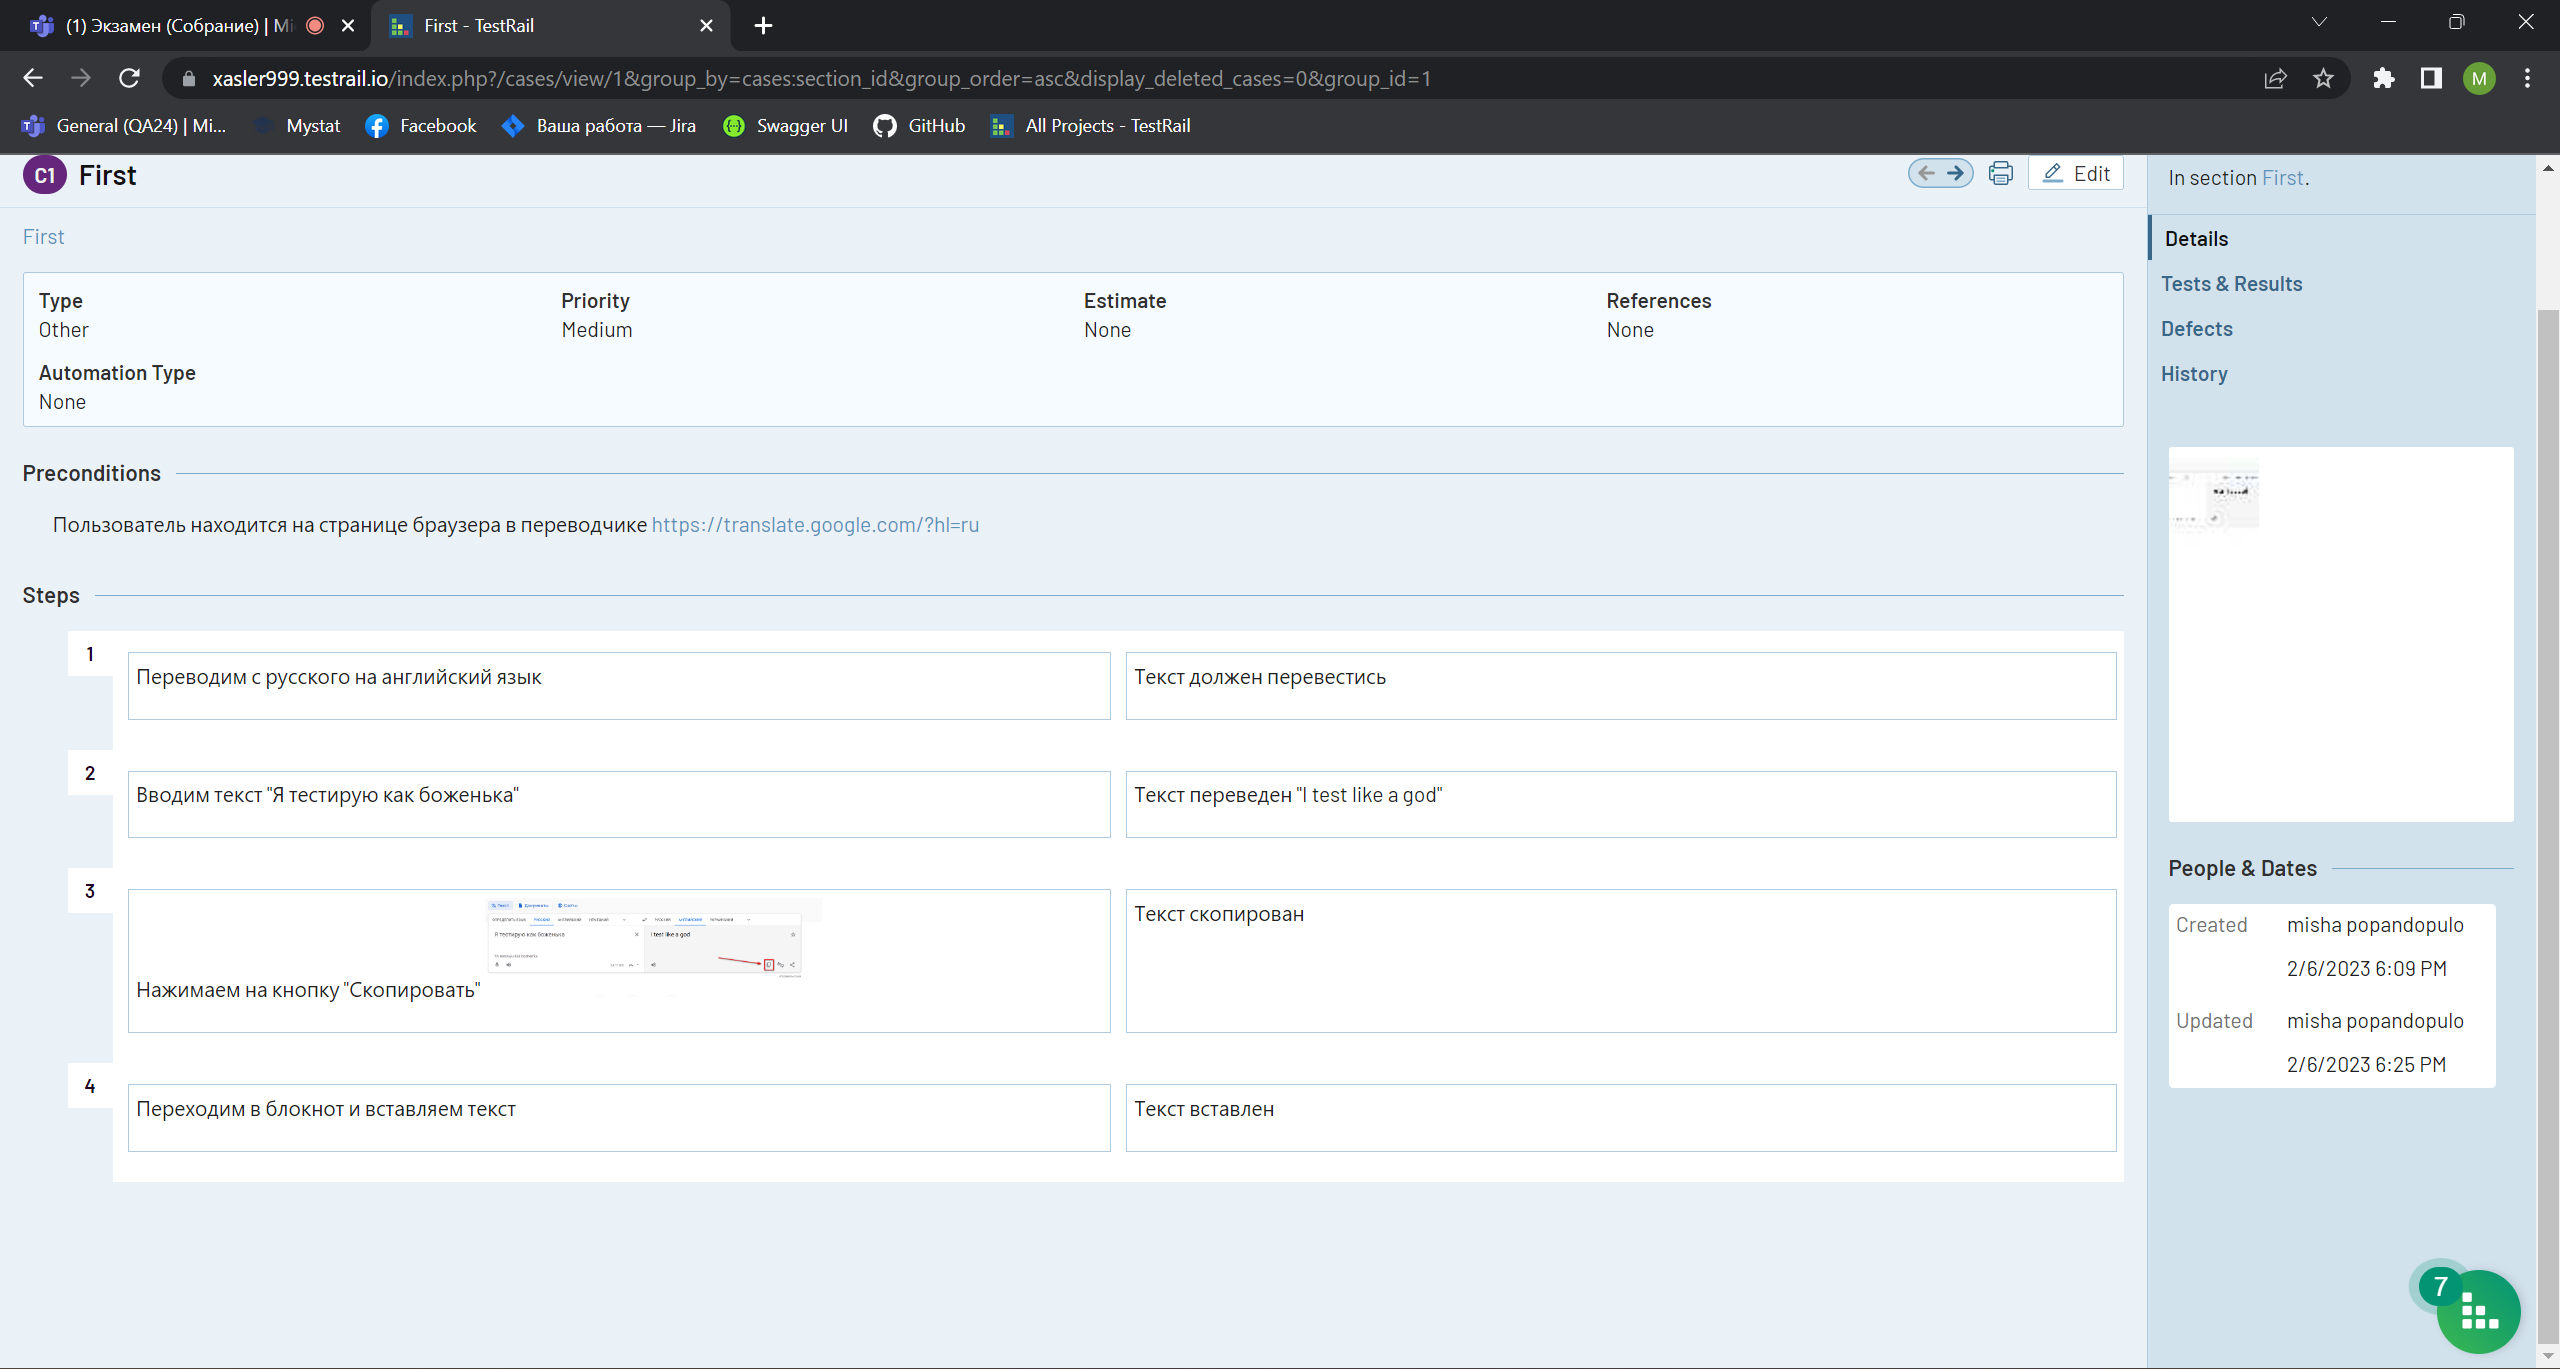 (1) Экзамен (Собрание) | Mi
First - TestRail
xasler999.testrail.io/index.php?/cases/view/1&group_by=cases:section_id&group_order=asc&display_deleted_cases=0&group_id=1
M
General (QA24) | Mi...
Mystat
Facebook
Ваша работа — Jira
Swagger UI
GitHub
All Projects - TestRail
C1 First
Edit
In section First.
First
Details
Tests & Results
Defects
History
Type
Other
Priority
Medium
Estimate
None
References
None
Automation Type
None
Preconditions
Пользователь находится на странице браузера в переводчике https://translate.google.com/?hl=ru
Steps
1
Переводим с русского на английский язык
Текст должен перевестись
2
Вводим текст "Я тестирую как боженька"
Текст переведен "I test like a god"
3
Я тестирую как боженька
I test like a god
Нажимаем на кнопку "Скопировать"
Текст скопирован
4
Переходим в блокнот и вставляем текст
Текст вставлен
People & Dates
Created misha popandopulo
2/6/2023 6:09 PM
Updated misha popandopulo
2/6/2023 6:25 PM
7